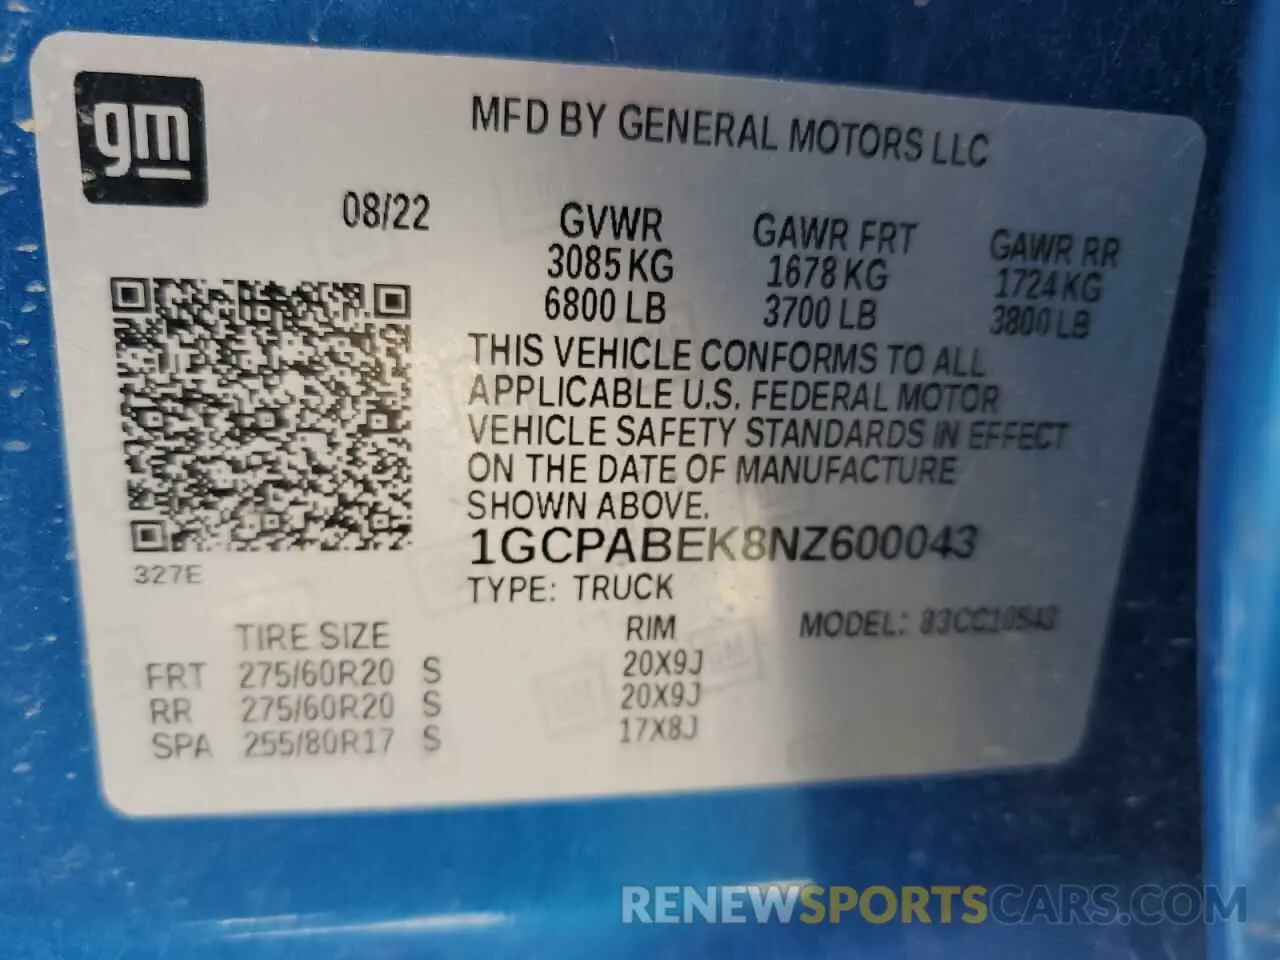 gm
MFD BY GENERAL MOTORS LLC
08/22
GVWR GAWR FRT GAWR RR
3085 KG 1678 KG 1724 KG
6800 LB 3700 LB 3800 LB
THIS VEHICLE CONFORMS TO ALL
APPLICABLE U.S. FEDERAL MOTOR
VEHICLE SAFETY STANDARDS IN EFFECT
ON THE DATE OF MANUFACTURE
SHOWN ABOVE.
1GCPABEK8NZ600043
327E
TYPE: TRUCK
TIRE SIZE RIM MODEL:
FRT 275/60R20 S 20X9J
RR 275/60R20 S 20X9J
SPA 255/80R17 S 17X8J
RENEWSPORTSCARS.COM